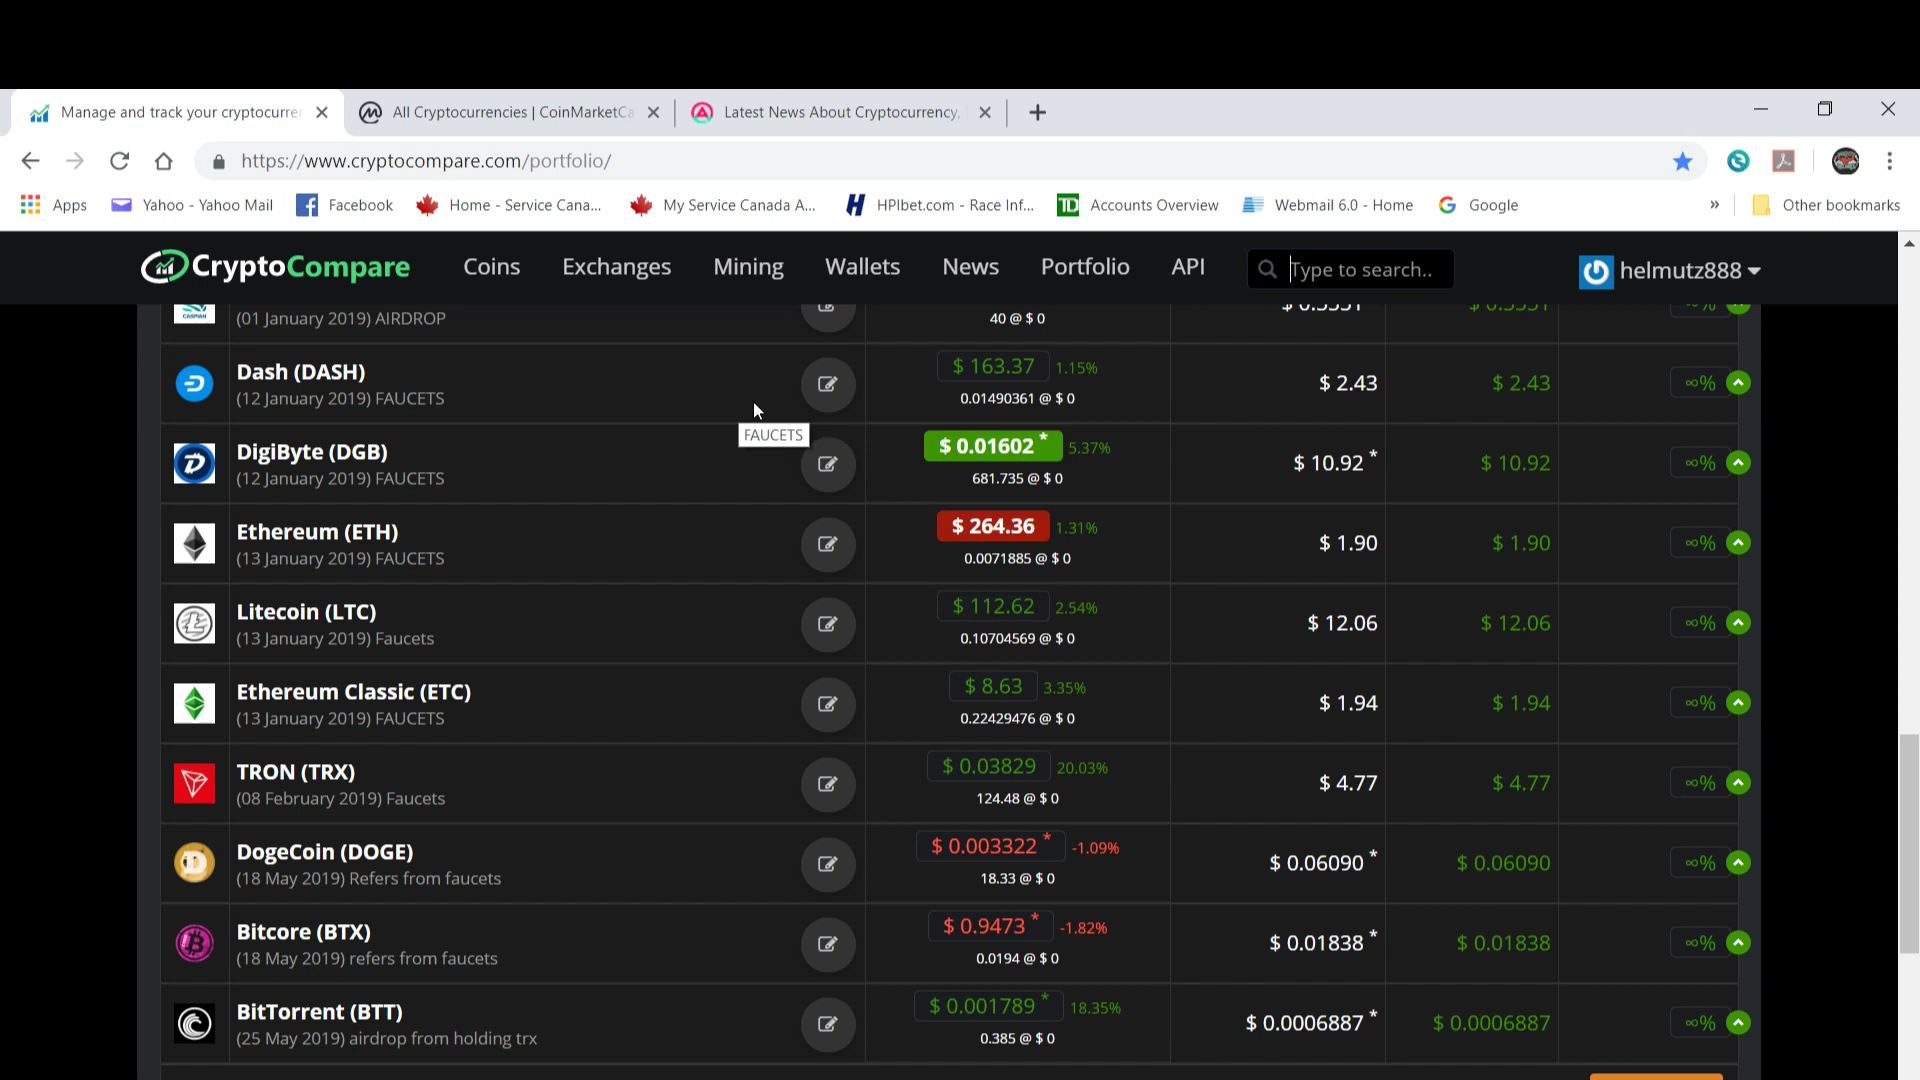 Manage and track your cryptocurre
All Cryptocurrencies | CoinMarketCa
Latest News About Cryptocurrency,
https://www.cryptocompare.com/portfolio/
Apps
Yahoo - Yahoo Mail
Facebook
Home - Service Cana...
My Service Canada A...
HPIbet.com - Race Inf...
TD
Accounts Overview
Webmail 6.0 - Home
Google
»
Other bookmarks
CryptoCompare
Coins
Exchanges
Mining
Wallets
News
Portfolio
API
Type to search..
helmutz888
CASPIAN
(01 January 2019) AIRDROP
40 @ $ 0
Dash (DASH)
(12 January 2019) FAUCETS
$ 163.37 1.15%
0.01490361 @ $ 0
$ 2.43
$ 2.43
∞%
FAUCETS
DigiByte (DGB)
(12 January 2019) FAUCETS
$ 0.01602 * 5.37%
681.735 @ $ 0
$ 10.92 *
$ 10.92
∞%
Ethereum (ETH)
(13 January 2019) FAUCETS
$ 264.36 1.31%
0.0071885 @ $ 0
$ 1.90
$ 1.90
∞%
Litecoin (LTC)
(13 January 2019) Faucets
$ 112.62 2.54%
0.10704569 @ $ 0
$ 12.06
$ 12.06
∞%
Ethereum Classic (ETC)
(13 January 2019) FAUCETS
$ 8.63 3.35%
0.22429476 @ $ 0
$ 1.94
$ 1.94
∞%
TRON (TRX)
(08 February 2019) Faucets
$ 0.03829 20.03%
124.48 @ $ 0
$ 4.77
$ 4.77
∞%
DogeCoin (DOGE)
(18 May 2019) Refers from faucets
$ 0.003322 * -1.09%
18.33 @ $ 0
$ 0.06090 *
$ 0.06090
∞%
Bitcore (BTX)
(18 May 2019) refers from faucets
$ 0.9473 * -1.82%
0.0194 @ $ 0
$ 0.01838 *
$ 0.01838
∞%
BitTorrent (BTT)
(25 May 2019) airdrop from holding trx
$ 0.001789 * 18.35%
0.385 @ $ 0
$ 0.0006887 *
$ 0.0006887
∞%